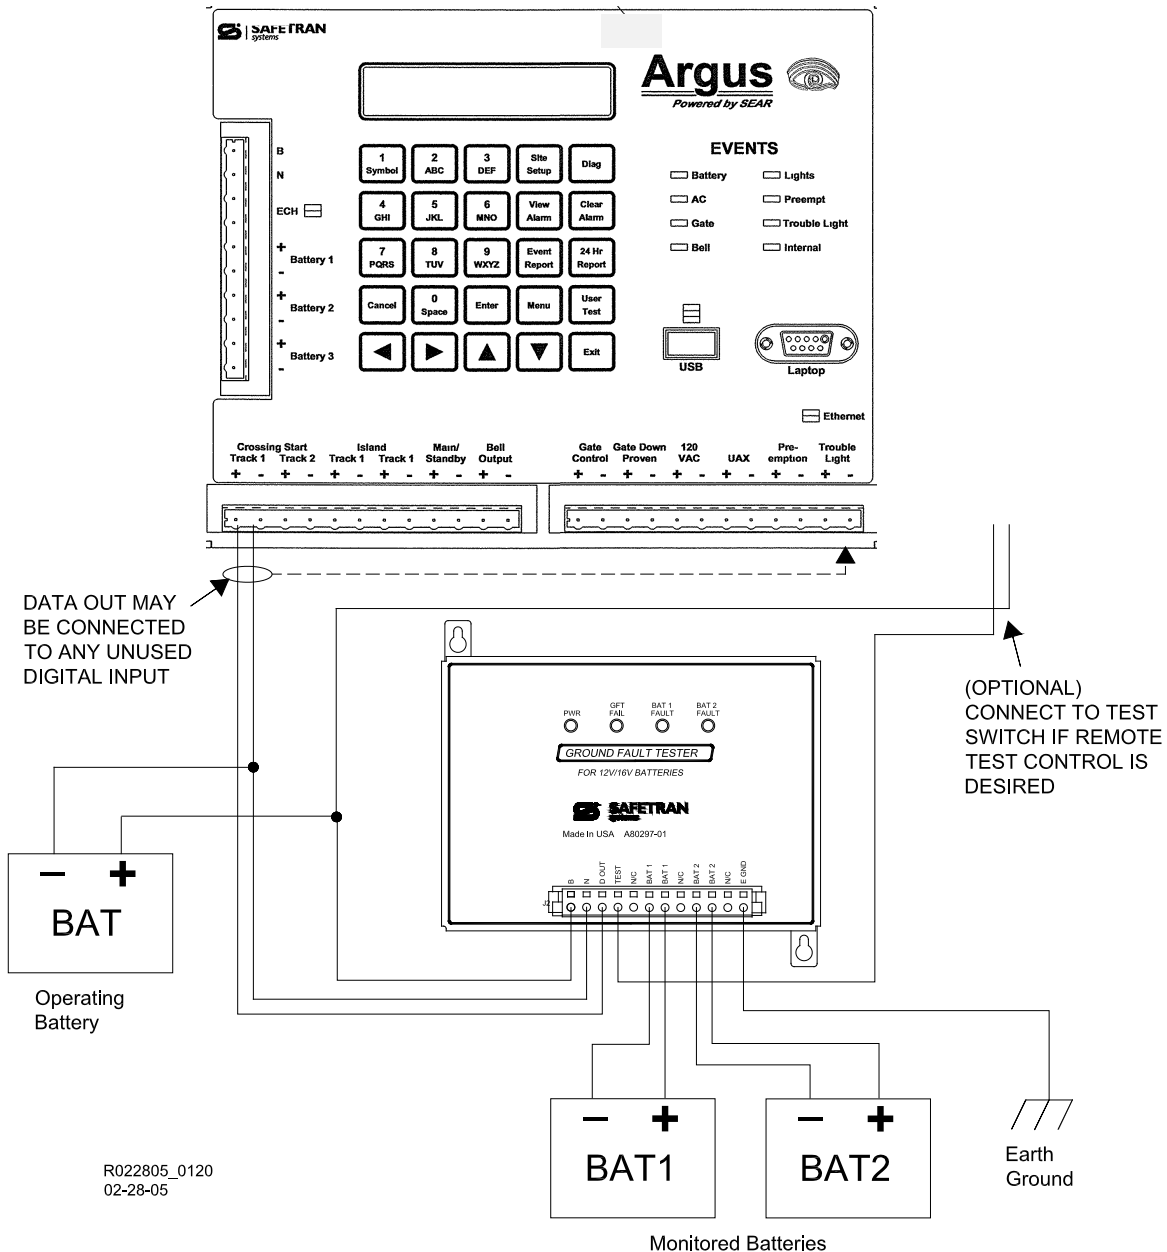 SAFETRAN
systems
Argus
Powered by SEAR
EVENTS
Battery
Lights
AC
Preempt
Gate
Trouble Light
Bell
Internal
B
N
ECH
+
Battery 1
-
+
Battery 2
-
+
Battery 3
-
1
Symbol
2
ABC
3
DEF
Site
Setup
Diag
4
GHI
5
JKL
6
MNO
View
Alarm
Clear
Alarm
7
PQRS
8
TUV
9
WXYZ
Event
Report
24 Hr
Report
Cancel
0
Space
Enter
Menu
User
Test
Exit
USB
Laptop
Ethernet
Crossing Start
Track 1 Track 2
Island
Track 1 Track 1
Main/
Standby
Bell
Output
+ - + - + - + - + - + -
Gate
Control
Gate Down
Proven
120
VAC
UAX
Pre-
emption
Trouble
Light
+ - + - + - + - + - + -
DATA OUT MAY
BE CONNECTED
TO ANY UNUSED
DIGITAL INPUT
(OPTIONAL)
CONNECT TO TEST
SWITCH IF REMOTE
TEST CONTROL IS
DESIRED
PWR
GFT
FAIL
BAT 1
FAULT
BAT 2
FAULT
GROUND FAULT TESTER
FOR 12V/16V BATTERIES
SAFETRAN
systems
Made In USA A80297-01
B
N
D OUT
TEST
N/C
BAT 1
BAT 1
N/C
BAT 2
BAT 2
N/C
E GND
J2
- +
BAT
Operating
Battery
- +
BAT1
- +
BAT2
Earth
Ground
Monitored Batteries
R022805_0120
02-28-05